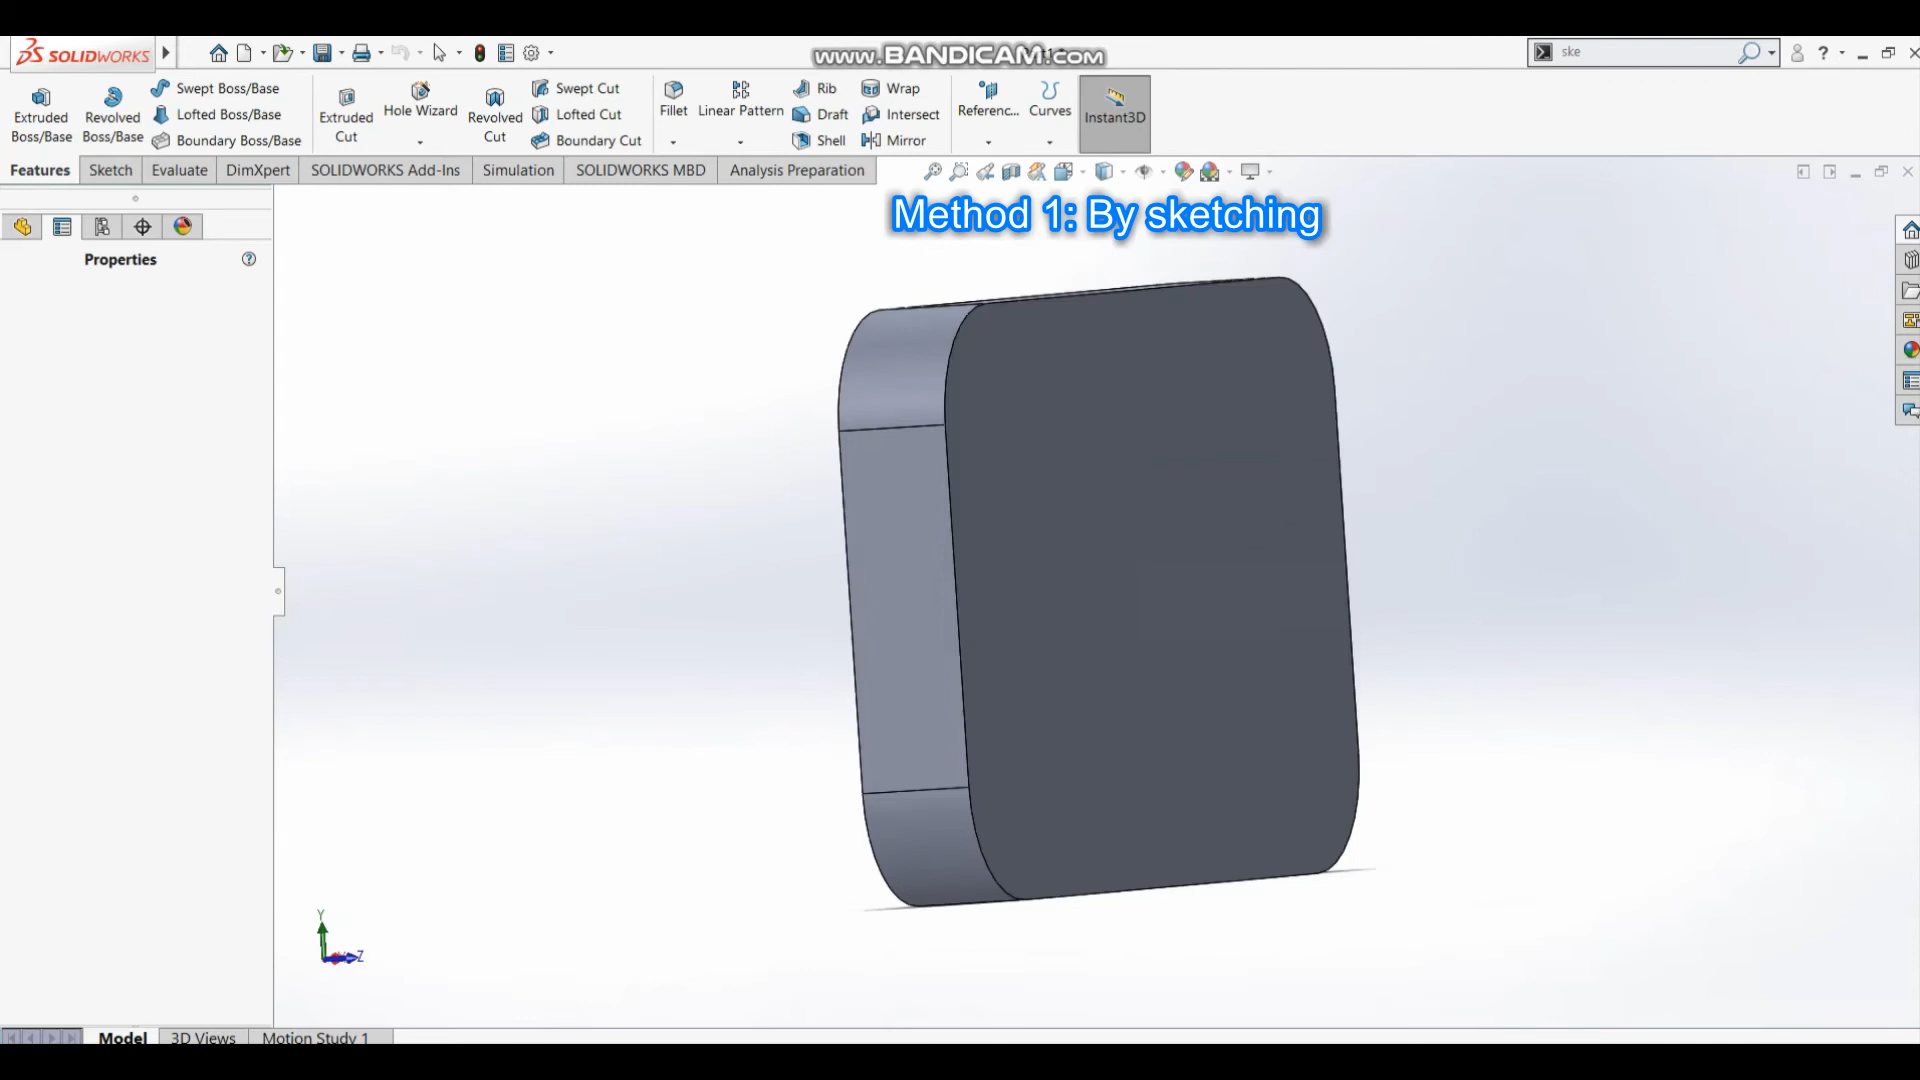 SOLIDWORKS
www.BANDICAM.com
ske
Extruded Boss/Base
Revolved Boss/Base
Swept Boss/Base
Lofted Boss/Base
Boundary Boss/Base
Extruded Cut
Hole Wizard
Revolved Cut
Swept Cut
Lofted Cut
Boundary Cut
Fillet
Linear Pattern
Rib
Draft
Shell
Wrap
Intersect
Mirror
Referenc...
Curves
Instant3D
Features
Sketch
Evaluate
DimXpert
SOLIDWORKS Add-Ins
Simulation
SOLIDWORKS MBD
Analysis Preparation
Method 1: By sketching
Properties
Y
Z
Model
3D Views
Motion Study 1